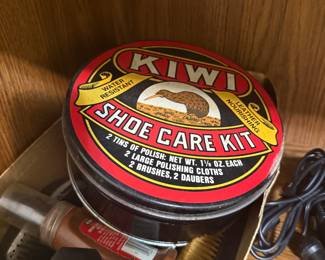 KIWI
WATER
RESISTANT
LEATHER
NOURISHING
SHOE CARE KIT
2 TINS OF POLISH: NET WT. 1⅛ OZ. EACH
2 LARGE POLISHING CLOTHS
2 BRUSHES, 2 DAUBERS